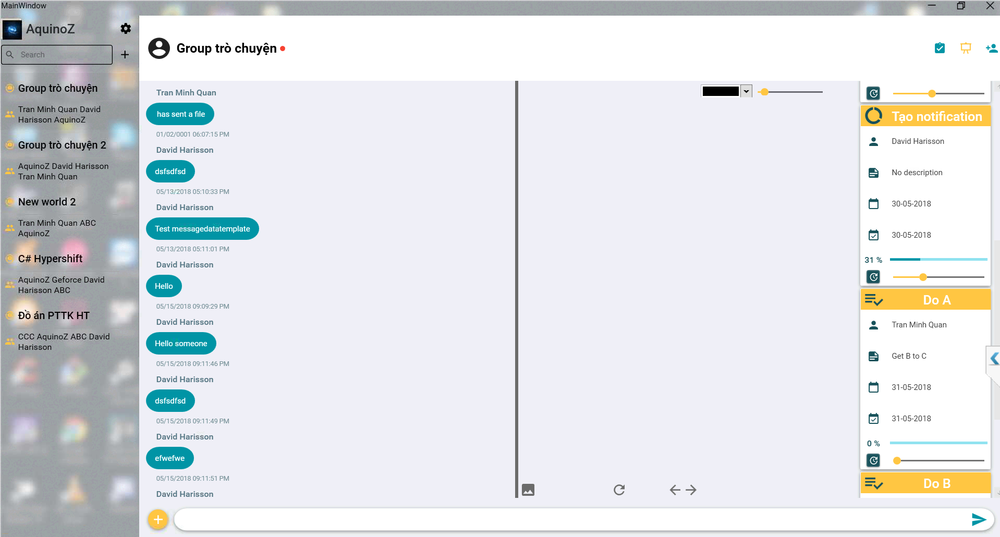 MainWindow
AquinoZ
Search
Group trò chuyện
Tran Minh Quan David
Harisson AquinoZ
Group trò chuyện 2
AquinoZ David Harisson
Tran Minh Quan
New world 2
Tran Minh Quan ABC
AquinoZ
C# Hypershift
AquinoZ Geforce David
Harisson ABC
Đồ án PTTK HT
CCC AquinoZ ABC David
Harisson
Group trò chuyện
Tran Minh Quan
has sent a file
01/02/0001 06:07:15 PM
David Harisson
dsfsdfsd
05/13/2018 05:10:33 PM
David Harisson
Test messagedatatemplate
05/13/2018 05:11:01 PM
David Harisson
Hello
05/15/2018 09:09:29 PM
David Harisson
Hello someone
05/15/2018 09:11:46 PM
David Harisson
dsfsdfsd
05/15/2018 09:11:49 PM
David Harisson
efwefwe
05/15/2018 09:11:51 PM
David Harisson
Tạo notification
David Harisson
No description
30-05-2018
30-05-2018
31 %
Do A
Tran Minh Quan
Get B to C
31-05-2018
31-05-2018
0 %
Do B